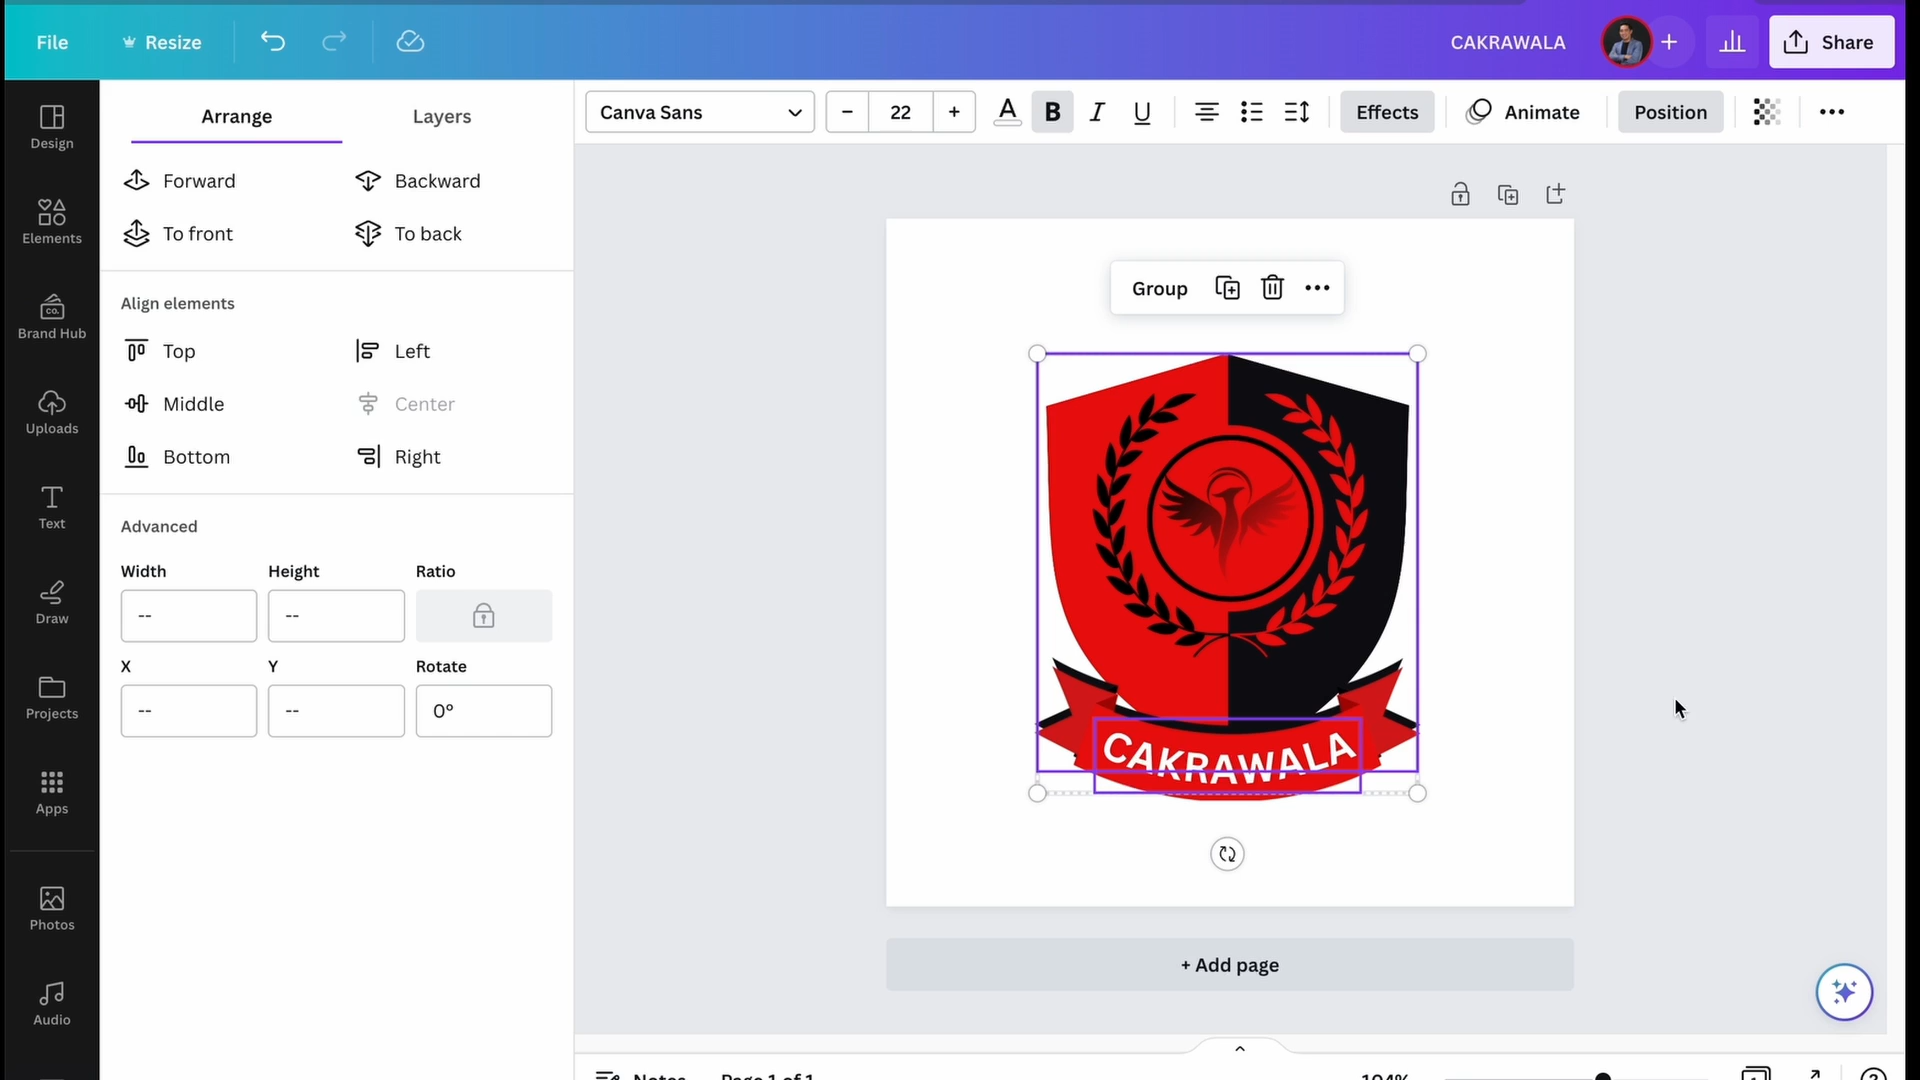 File
Resize
CAKRAWALA
+
Share
Design
Elements
Brand Hub
CO.
Uploads
Text
Draw
Projects
Apps
Photos
Audio
Arrange
Layers
Forward
Backward
To front
To back
Align elements
Top
Left
Middle
Center
Bottom
Right
Advanced
Width
Height
Ratio
--
--
X
Y
Rotate
--
--
0°
Canva Sans
− 22 +
A B I U
Effects
Animate
Position
Group
CAKRAWALA
+ Add page
Notes
Page 1 of 1
104%
1
?